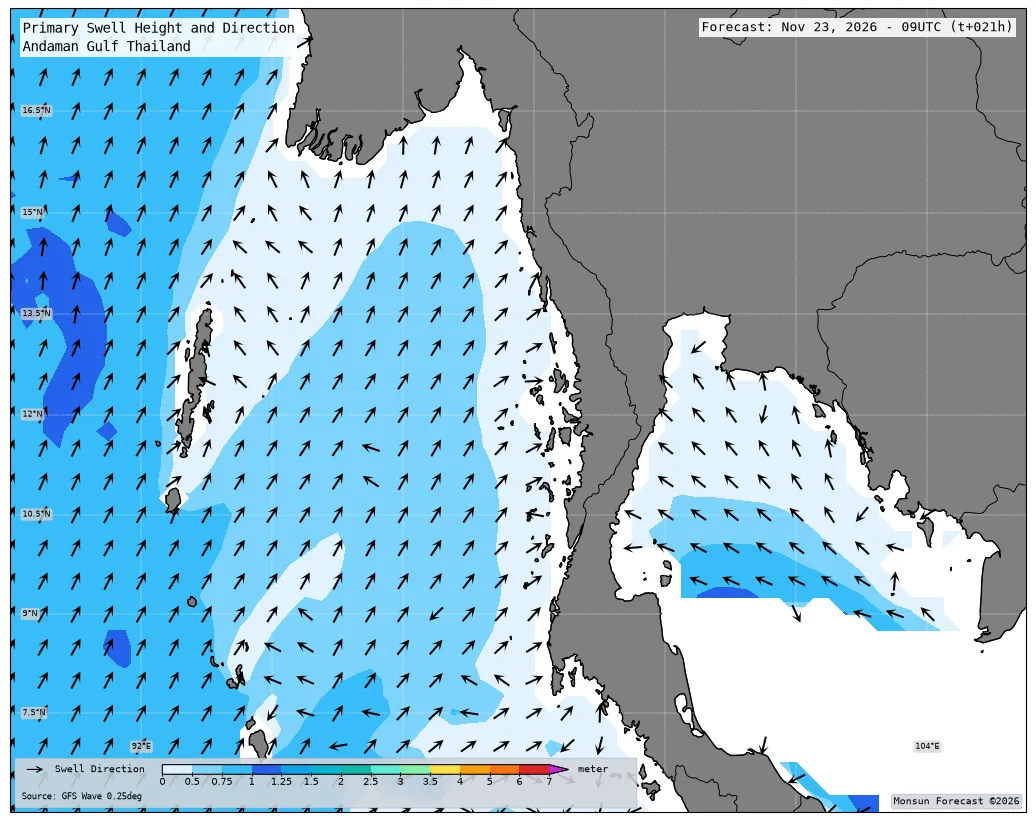 Primary Swell Height and Direction
Andaman Gulf Thailand
Forecast: Nov 23, 2026 - 09UTC (t+021h)
16.5°N
15°N
13.5°N
12°N
10.5°N
9°N
7.5°N
92°E
104°E
Swell Direction
0 0.5 0.75 1 1.25 1.5 2 2.5 3 3.5 4 5 6 7
meter
Source: GFS Wave 0.25deg
Monsun Forecast ©2026